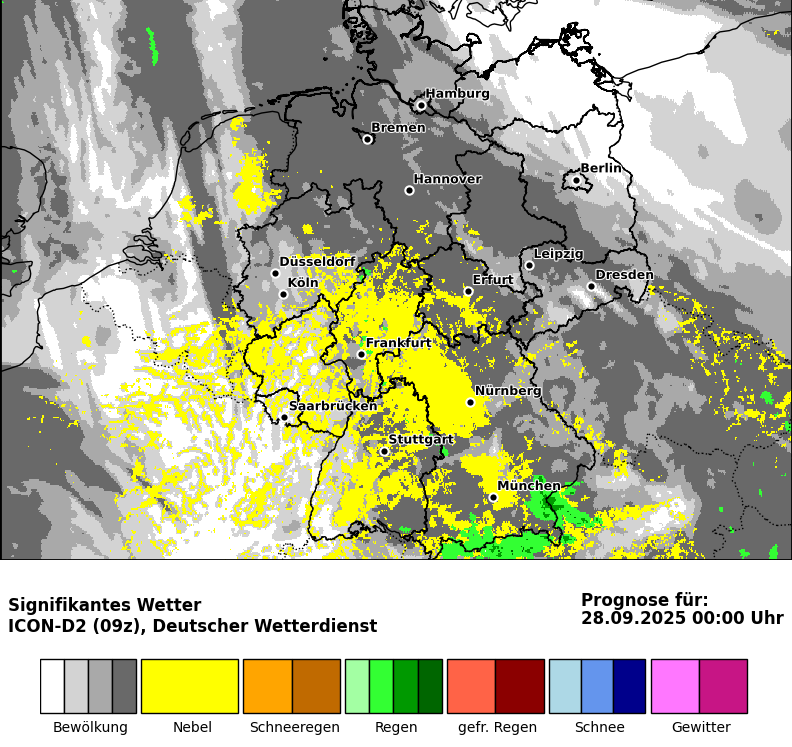 Hamburg
Bremen
Berlin
Hannover
Leipzig
Düsseldorf
Dresden
Köln
Erfurt
Frankfurt
Nürnberg
Saarbrücken
Stuttgart
München
Signifikantes Wetter
ICON-D2 (09z), Deutscher Wetterdienst
Prognose für:
28.09.2025 00:00 Uhr
Bewölkung Nebel Schneeregen Regen gefr. Regen Schnee Gewitter